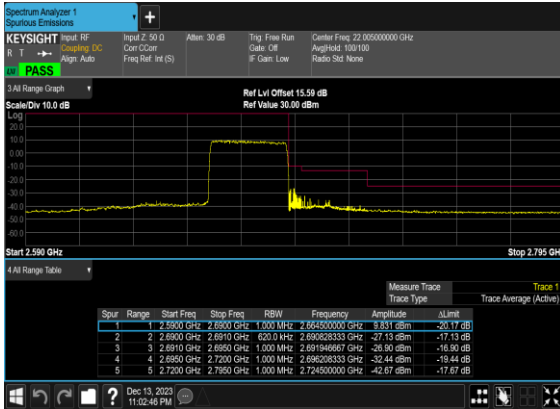 Spectrum Analyzer 1
Spurious Emissions
+
KEYSIGHT Input: RF Input Z: 50 Ω Atten: 30 dB Trig: Free Run Center Freq: 22.005000000 GHz
R T Coupling: DC Corr CCorr Gate: Off Avg|Hold: 100/100
Align: Auto Freq Ref: Int (S) IF Gain: Low Radio Std: None
PASS
3 All Range Graph
Ref Lvl Offset 15.59 dB
Scale/Div 10.0 dB Ref Value 30.00 dBm
Log
20.0
10.0
0.00
-10.0
-20.0
-30.0
-40.0
-50.0
-60.0
Start 2.590 GHz Stop 2.795 GH
4 All Range Table
Measure Trace Trace 1
Trace Type Trace Average (Active)
Spur Range Start Freq Stop Freq RBW Frequency Amplitude ΔLimit
1 1 2.5900 GHz 2.6900 GHz 1.000 MHz 2.664500000 GHz 9.831 dBm -20.17 dB
2 2 2.6900 GHz 2.6910 GHz 620.0 kHz 2.690828333 GHz -27.13 dBm -17.13 dB
3 3 2.6910 GHz 2.6950 GHz 1.000 MHz 2.691946667 GHz -26.90 dBm -16.90 dB
4 4 2.6950 GHz 2.7200 GHz 1.000 MHz 2.696208333 GHz -32.44 dBm -19.44 dB
5 5 2.7200 GHz 2.7950 GHz 1.000 MHz 2.724500000 GHz -42.67 dBm -17.67 dB
? Dec 13, 2023
11:02:46 PM